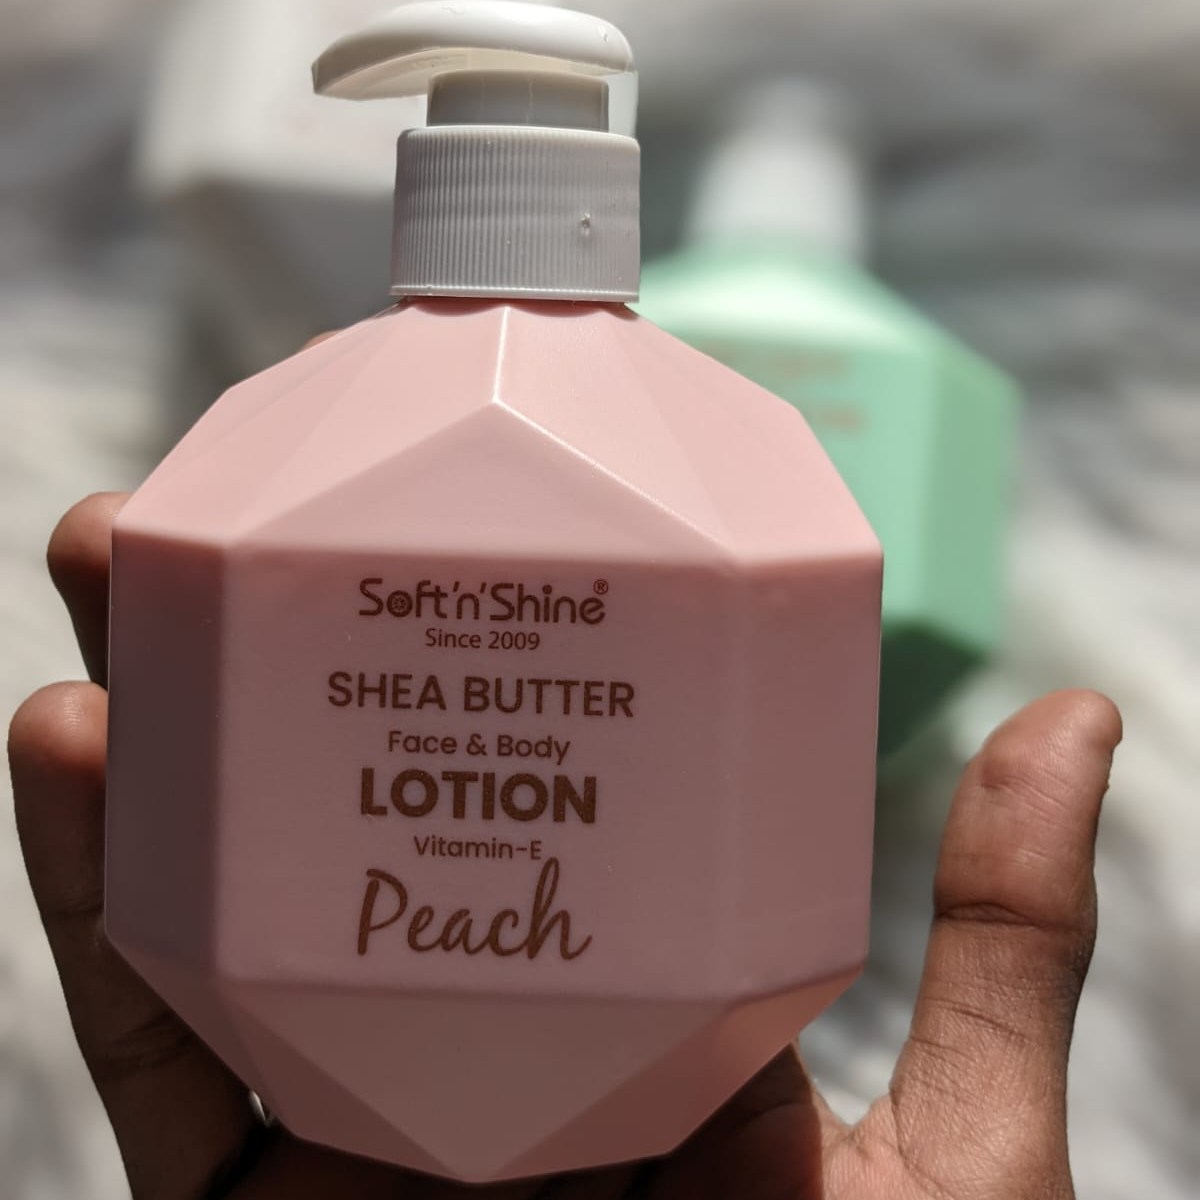 Soft'n'Shine®
Since 2009
SHEA BUTTER
Face & Body
LOTION
Vitamin-E
Peach